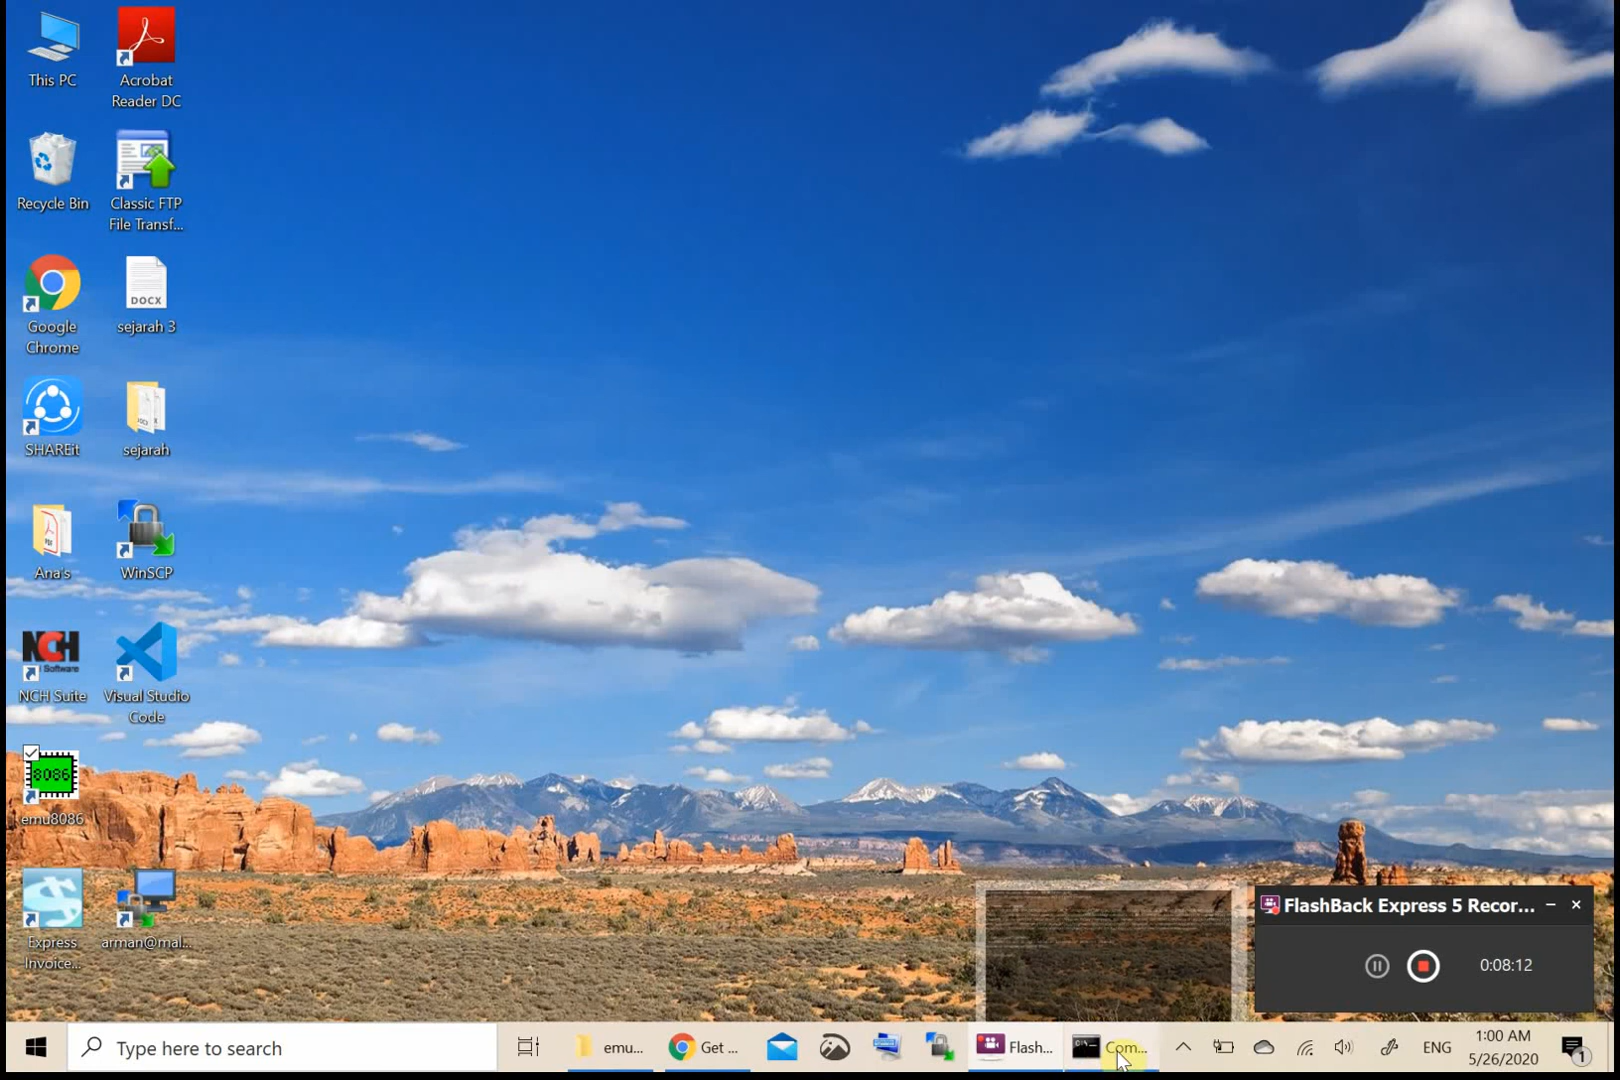 This PC
Acrobat
Reader DC
Recycle Bin
Classic FTP
File Transf...
Google
Chrome
DOCX
sejarah 3
SHAREit
DOCX
sejarah
PDF
Ana's
WinSCP
NCH
Software
NCH Suite
Visual Studio
Code
8086
emu8086
Express
Invoice...
arman@mal...
FlashBack Express 5 Recor...
0:08:12
Type here to search
emu...
Get ...
Flash...
Com...
ENG
1:00 AM
5/26/2020
1